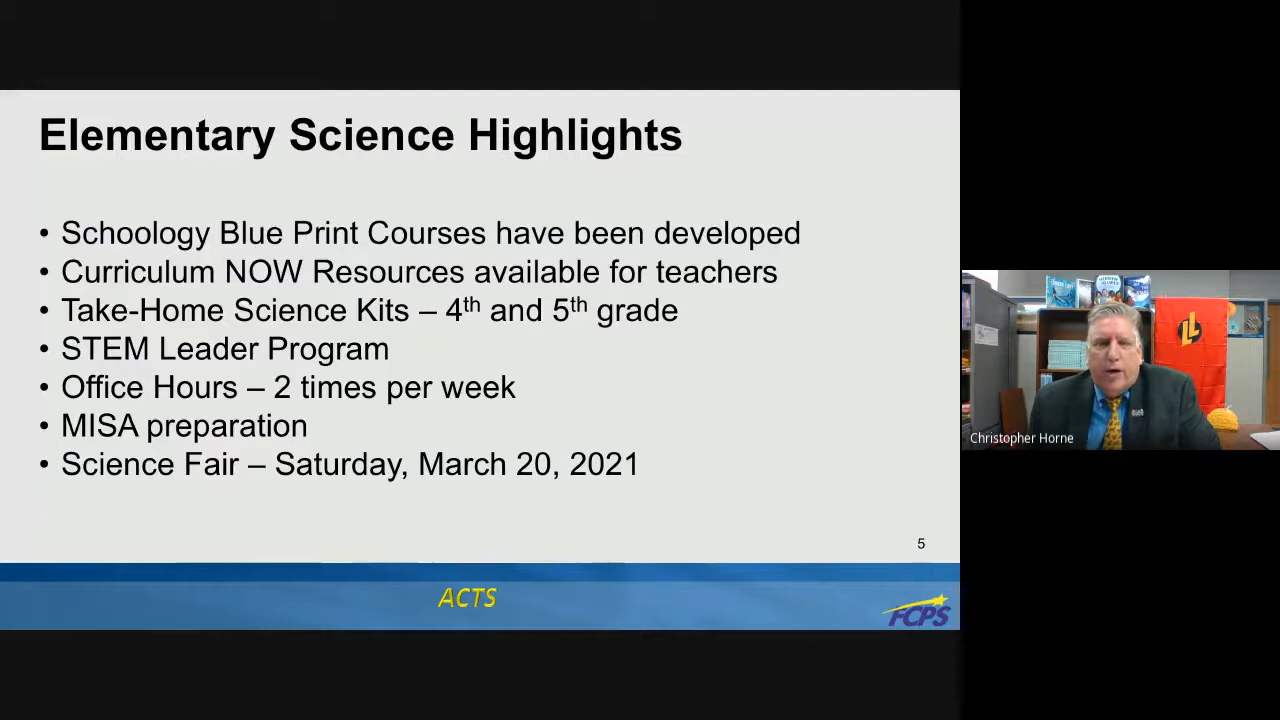 Elementary Science Highlights
• Schoology Blue Print Courses have been developed
• Curriculum NOW Resources available for teachers
• Take-Home Science Kits – 4th and 5th grade
• STEM Leader Program
• Office Hours – 2 times per week
• MISA preparation
• Science Fair – Saturday, March 20, 2021
5
ACTS
FCPS
Christopher Horne